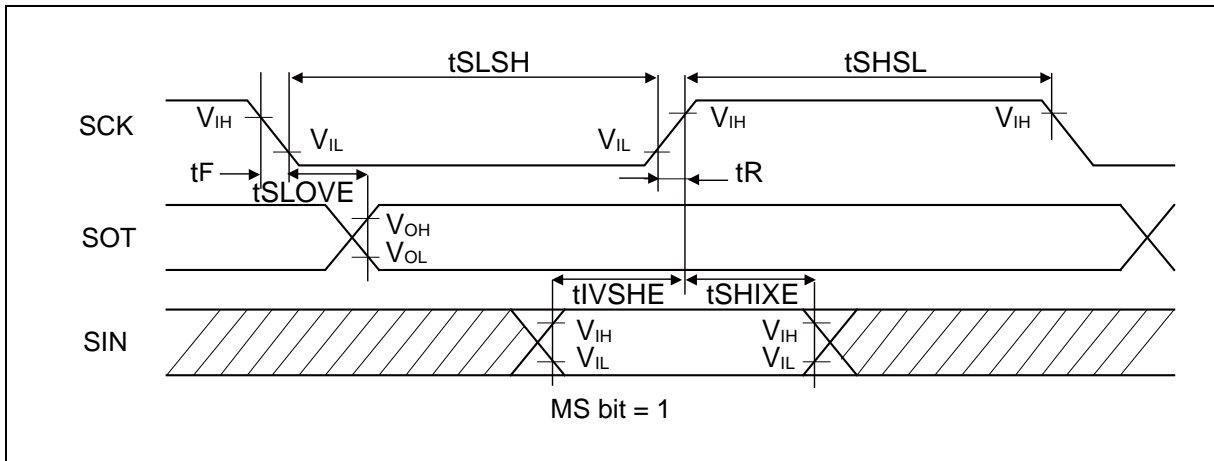 tSLSH
tSHSL
SCK
VIH
VIL
VIL
VIH
VIH
tF
tSLOVE
tR
SOT
VOH
VOL
tIVSHE
tSHIXE
SIN
VIH
VIL
VIH
VIL
MS bit = 1